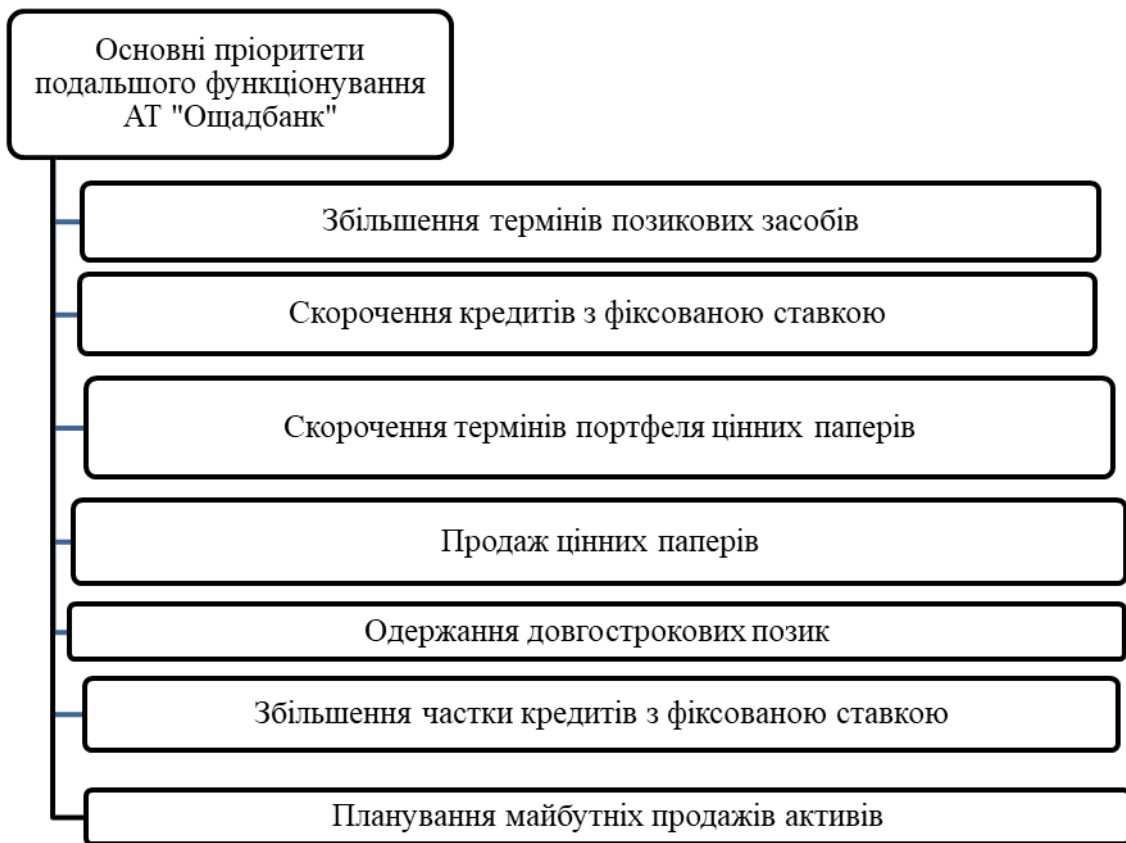 Основні пріоритети
подальшого функціонування
АТ "Ощадбанк"
Збільшення термінів позикових засобів
Скорочення кредитів з фіксованою ставкою
Скорочення термінів портфеля цінних паперів
Продаж цінних паперів
Одержання довгострокових позик
Збільшення частки кредитів з фіксованою ставкою
Планування майбутніх продажів активів